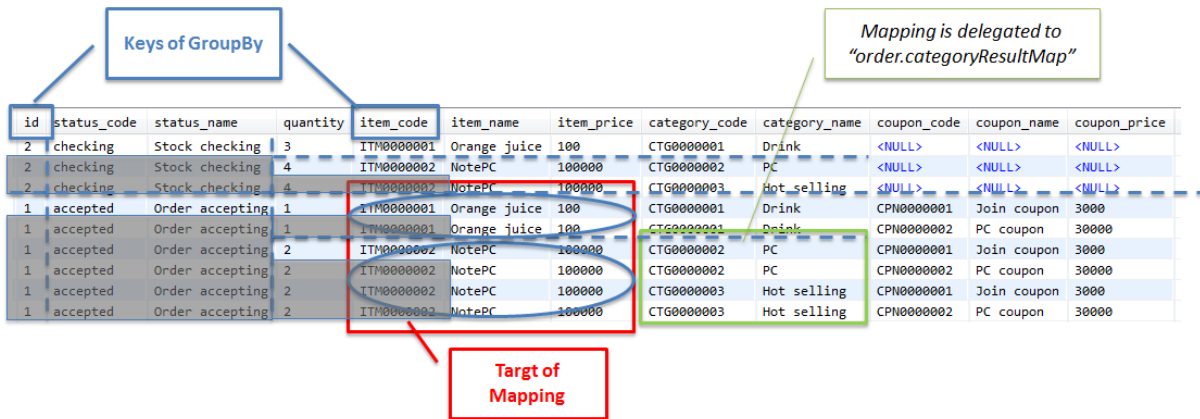 Keys of GroupBy
Mapping is delegated to
“order.categoryResultMap”
id status_code status_name quantity item_code item_name item_price category_code category_name coupon_code coupon_name coupon_price
2 checking Stock checking 3 ITM0000001 Orange juice 100 CTG0000001 Drink <NULL> <NULL> <NULL>
2 checking Stock checking 4 ITM0000002 NotePC 100000 CTG0000002 PC <NULL> <NULL> <NULL>
2 checking Stock checking 4 ITM0000002 NotePC 100000 CTG0000003 Hot selling <NULL> <NULL> <NULL>
1 accepted Order accepting 1 ITM0000001 Orange juice 100 CTG0000001 Drink CPN0000001 Join coupon 3000
1 accepted Order accepting 1 ITM0000001 Orange juice 100 CTG0000001 Drink CPN0000002 PC coupon 30000
1 accepted Order accepting 2 ITM0000002 NotePC 100000 CTG0000002 PC CPN0000001 Join coupon 3000
1 accepted Order accepting 2 ITM0000002 NotePC 100000 CTG0000002 PC CPN0000002 PC coupon 30000
1 accepted Order accepting 2 ITM0000002 NotePC 100000 CTG0000003 Hot selling CPN0000001 Join coupon 3000
1 accepted Order accepting 2 ITM0000002 NotePC 100000 CTG0000003 Hot selling CPN0000002 PC coupon 30000
Targt of
Mapping